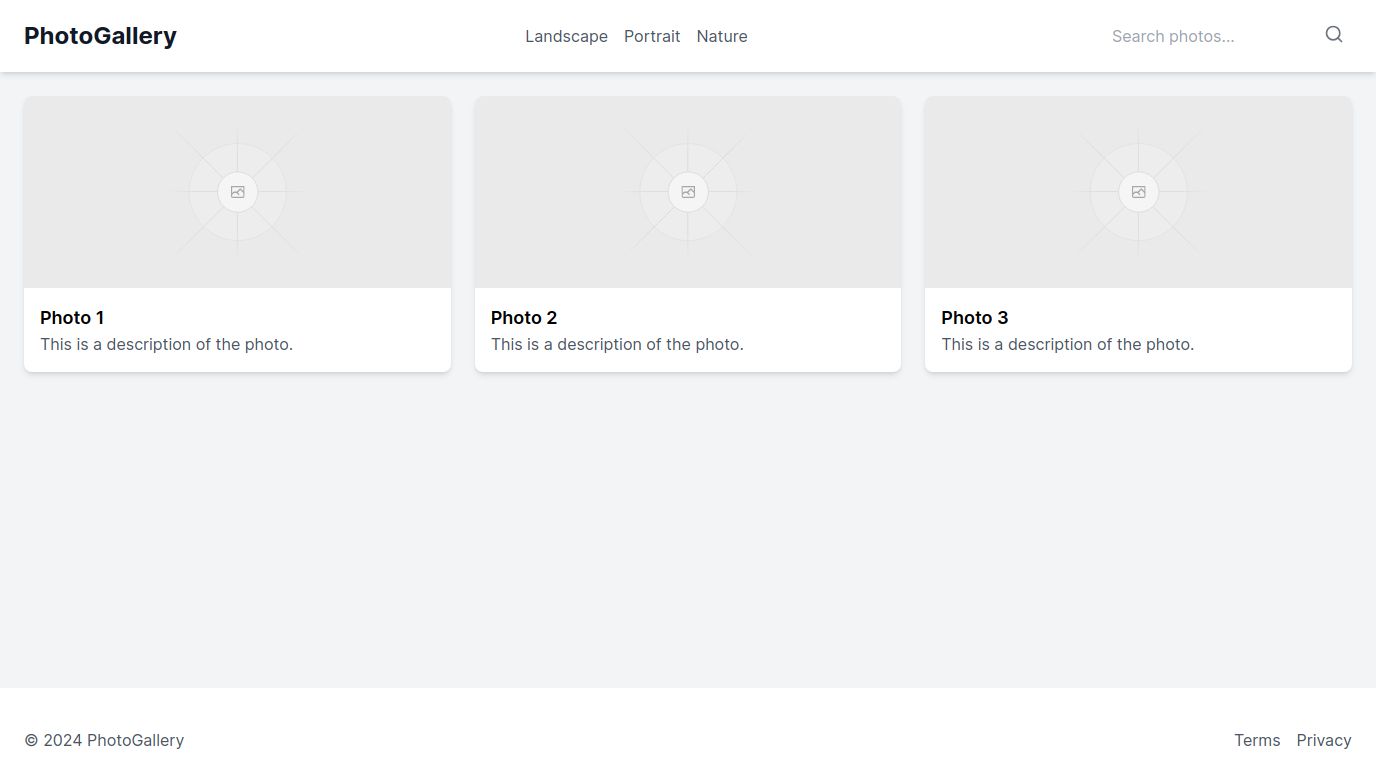 PhotoGallery
Landscape Portrait Nature
Search photos...
Photo 1
This is a description of the photo.
Photo 2
This is a description of the photo.
Photo 3
This is a description of the photo.
© 2024 PhotoGallery
Terms Privacy